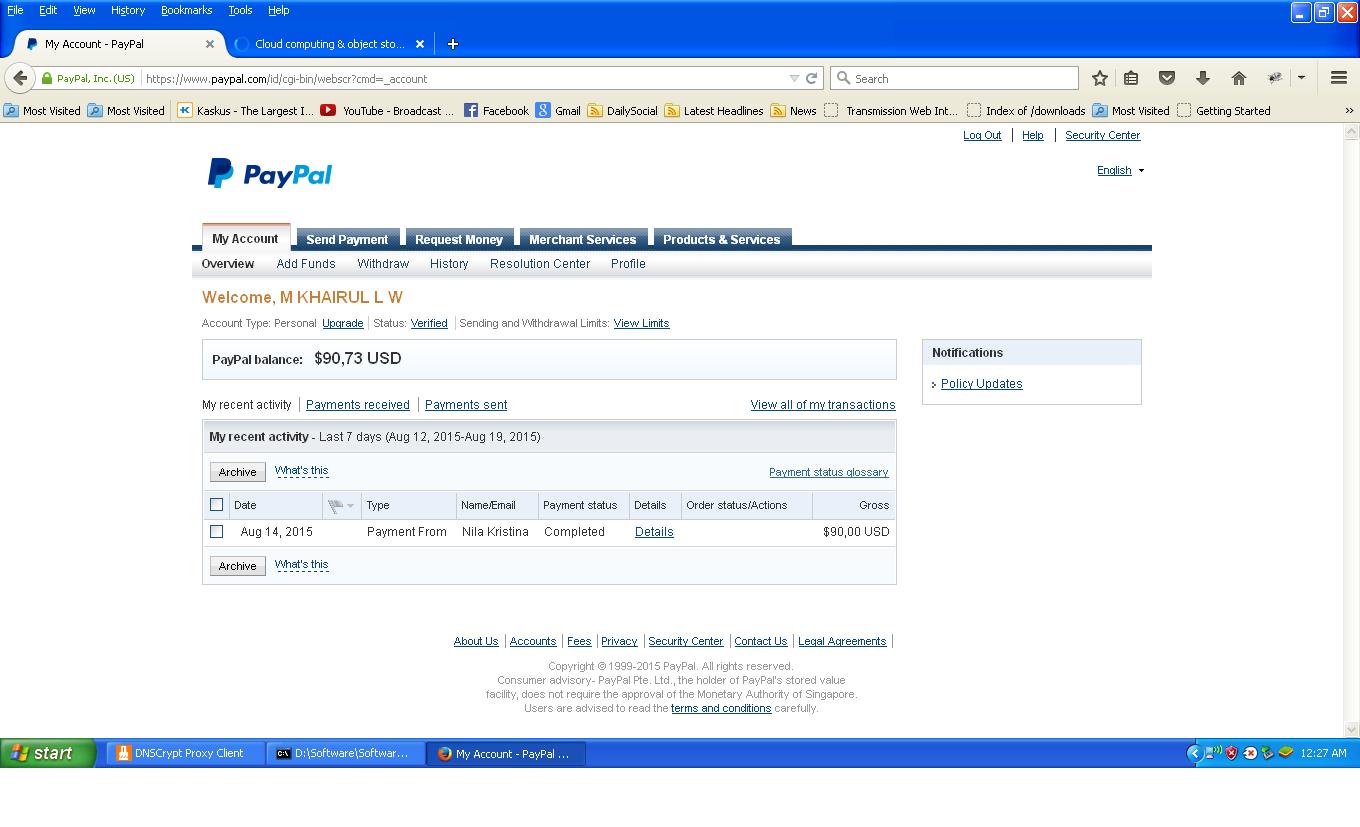 File Edit View History Bookmarks Tools Help
My Account - PayPal × Cloud computing & object sto... × +
PayPal, Inc. (US) https://www.paypal.com/id/cgi-bin/webscr?cmd=_account Search
Most Visited Most Visited Kaskus - The Largest I... YouTube - Broadcast ... Facebook Gmail DailySocial Latest Headlines News Transmission Web Int... Index of /downloads Most Visited Getting Started »
Log Out Help Security Center
PayPal English
My Account Send Payment Request Money Merchant Services Products & Services
Overview Add Funds Withdraw History Resolution Center Profile
Welcome, M KHAIRUL L W
Account Type: Personal Upgrade Status: Verified Sending and Withdrawal Limits: View Limits
PayPal balance: $90,73 USD
Notifications
Policy Updates
My recent activity Payments received Payments sent View all of my transactions
My recent activity - Last 7 days (Aug 12, 2015-Aug 19, 2015)
Archive What's this Payment status glossary
Date Type Name/Email Payment status Details Order status/Actions Gross
Aug 14, 2015 Payment From Nila Kristina Completed Details $90,00 USD
Archive What's this
About Us Accounts Fees Privacy Security Center Contact Us Legal Agreements
Copyright © 1999-2015 PayPal. All rights reserved.
Consumer advisory- PayPal Pte. Ltd., the holder of PayPal's stored value
facility, does not require the approval of the Monetary Authority of Singapore.
Users are advised to read the terms and conditions carefully.
start DNSCrypt Proxy Client D:\Software\Softwar... My Account - PayPal ... 12:27 AM